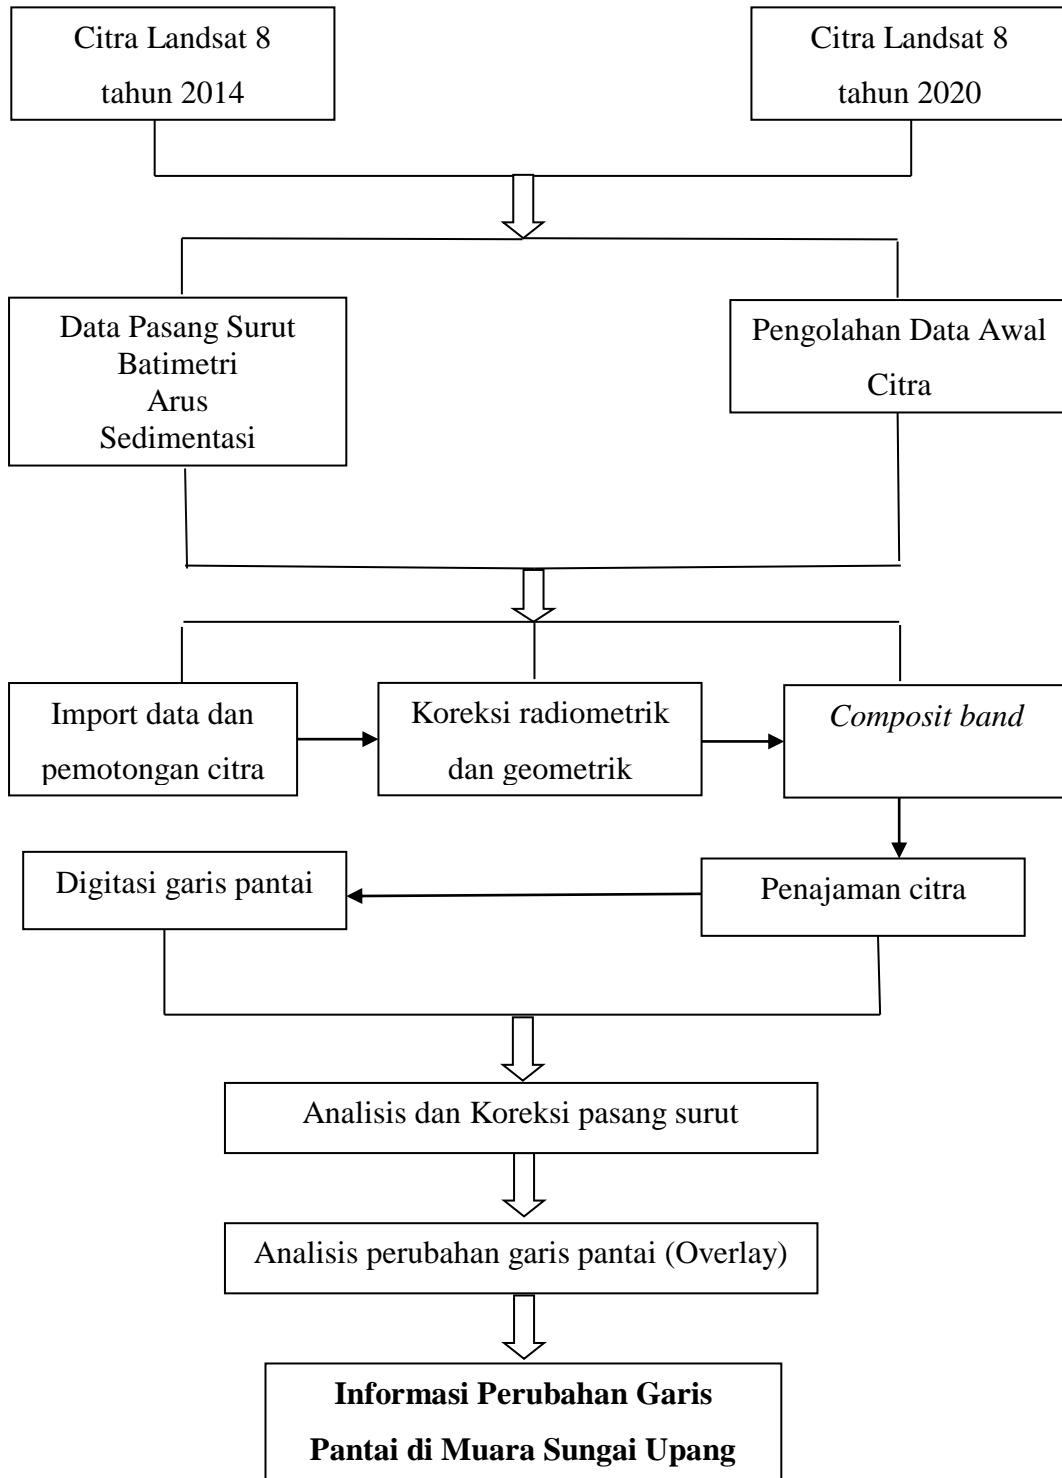 Citra Landsat 8
tahun 2014
Citra Landsat 8
tahun 2020
Data Pasang Surut
Batimetri
Arus
Sedimentasi
Pengolahan Data Awal
Citra
Import data dan
pemotongan citra
Koreksi radiometrik
dan geometrik
Composit band
Digitasi garis pantai
Penajaman citra
Analisis dan Koreksi pasang surut
Analisis perubahan garis pantai (Overlay)
Informasi Perubahan Garis
Pantai di Muara Sungai Upang